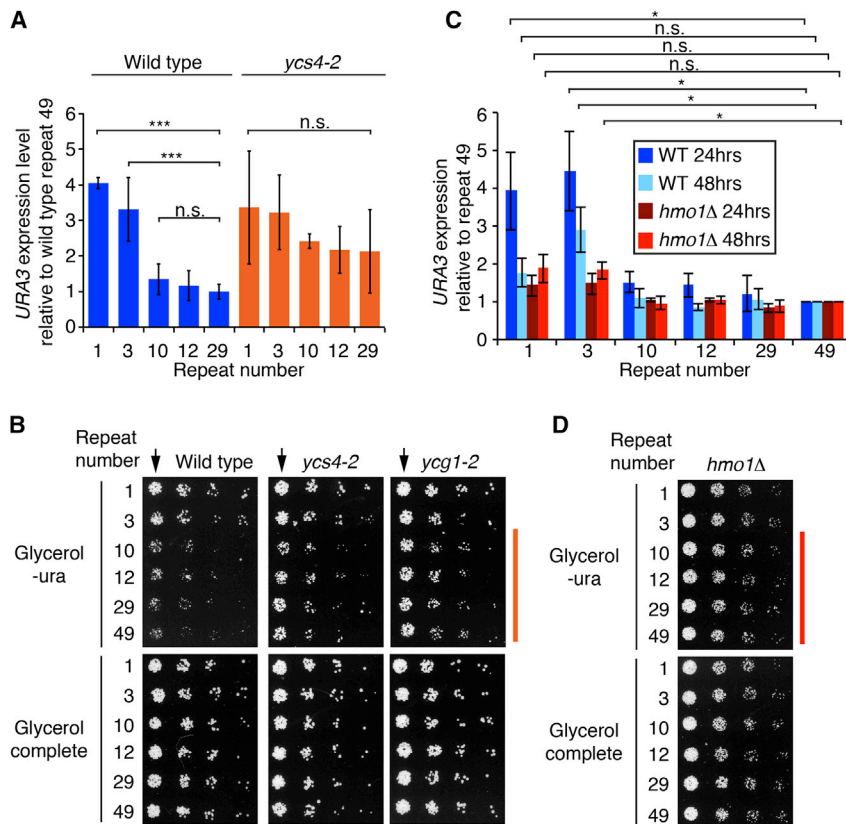 A
Wild type
ycs4-2
URA3 expression level
relative to wild type repeat 49
6
5
4
3
2
1
0
***
***
n.s.
n.s.
1 3 10 12 29 1 3 10 12 29
Repeat number
C
*
n.s.
n.s.
n.s.
*
*
*
URA3 expression
relative to repeat 49
6
5
4
3
2
1
0
WT 24hrs
WT 48hrs
hmo1Δ 24hrs
hmo1Δ 48hrs
1 3 10 12 29 49
Repeat number
B
Repeat
number
Wild type
ycs4-2
ycg1-2
Glycerol
-ura
1
3
10
12
29
49
Glycerol
complete
1
3
10
12
29
49
D
Repeat
number
hmo1Δ
Glycerol
-ura
1
3
10
12
29
49
Glycerol
complete
1
3
10
12
29
49